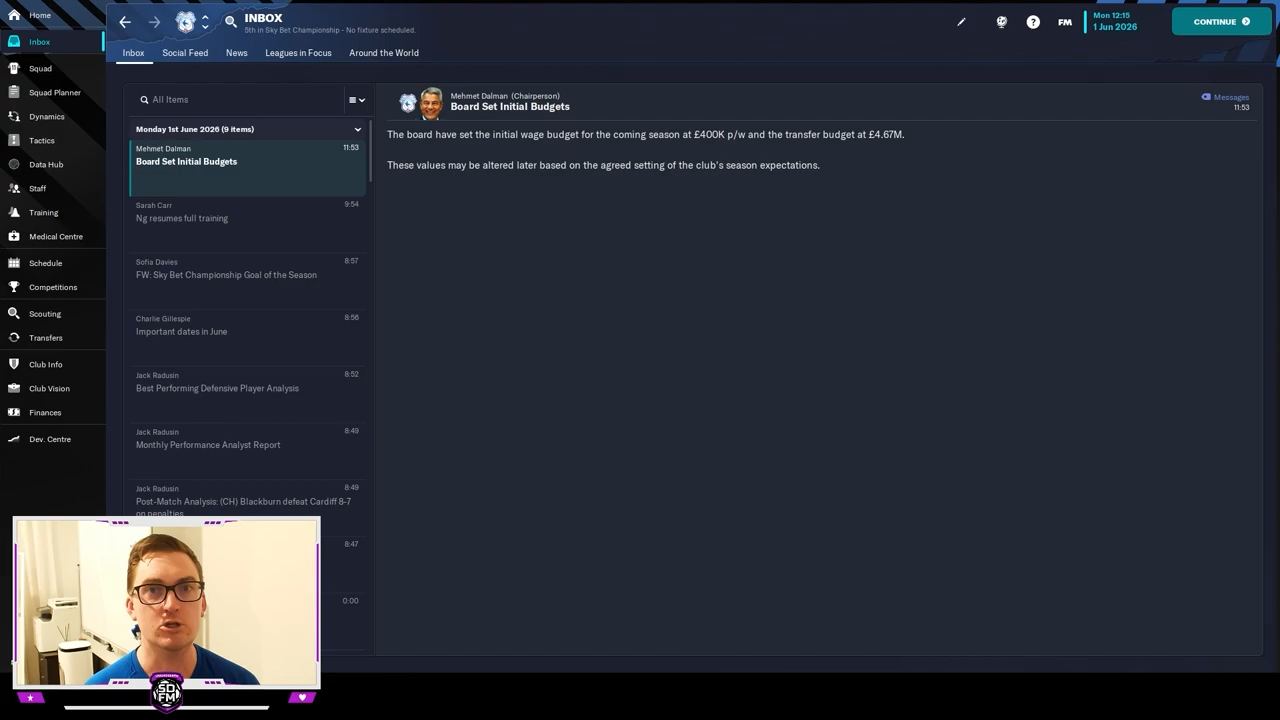 Home
Inbox
Squad
Squad Planner
Dynamics
Tactics
Data Hub
Staff
Training
Medical Centre
Schedule
Competitions
Scouting
Transfers
Club Info
Club Vision
Finances
Dev. Centre
INBOX
5th in Sky Bet Championship - No fixture scheduled.
FM
Mon 12:15
1 Jun 2026
CONTINUE
Inbox
Social Feed
News
Leagues in Focus
Around the World
All Items
Monday 1st June 2026 (9 items)
Mehmet Dalman 11:53
Board Set Initial Budgets
Sarah Carr 9:54
Ng resumes full training
Sofia Davies 8:57
FW: Sky Bet Championship Goal of the Season
Charlie Gillespie 8:56
Important dates in June
Jack Radusin 8:52
Best Performing Defensive Player Analysis
Jack Radusin 8:49
Monthly Performance Analyst Report
Jack Radusin 8:49
Post-Match Analysis: (CH) Blackburn defeat Cardiff 8-7
on penalties
8:47
0:00
Mehmet Dalman (Chairperson)
Board Set Initial Budgets
Messages
11:53
The board have set the initial wage budget for the coming season at £400K p/w and the transfer budget at £4.67M.
These values may be altered later based on the agreed setting of the club's season expectations.
SD
FM